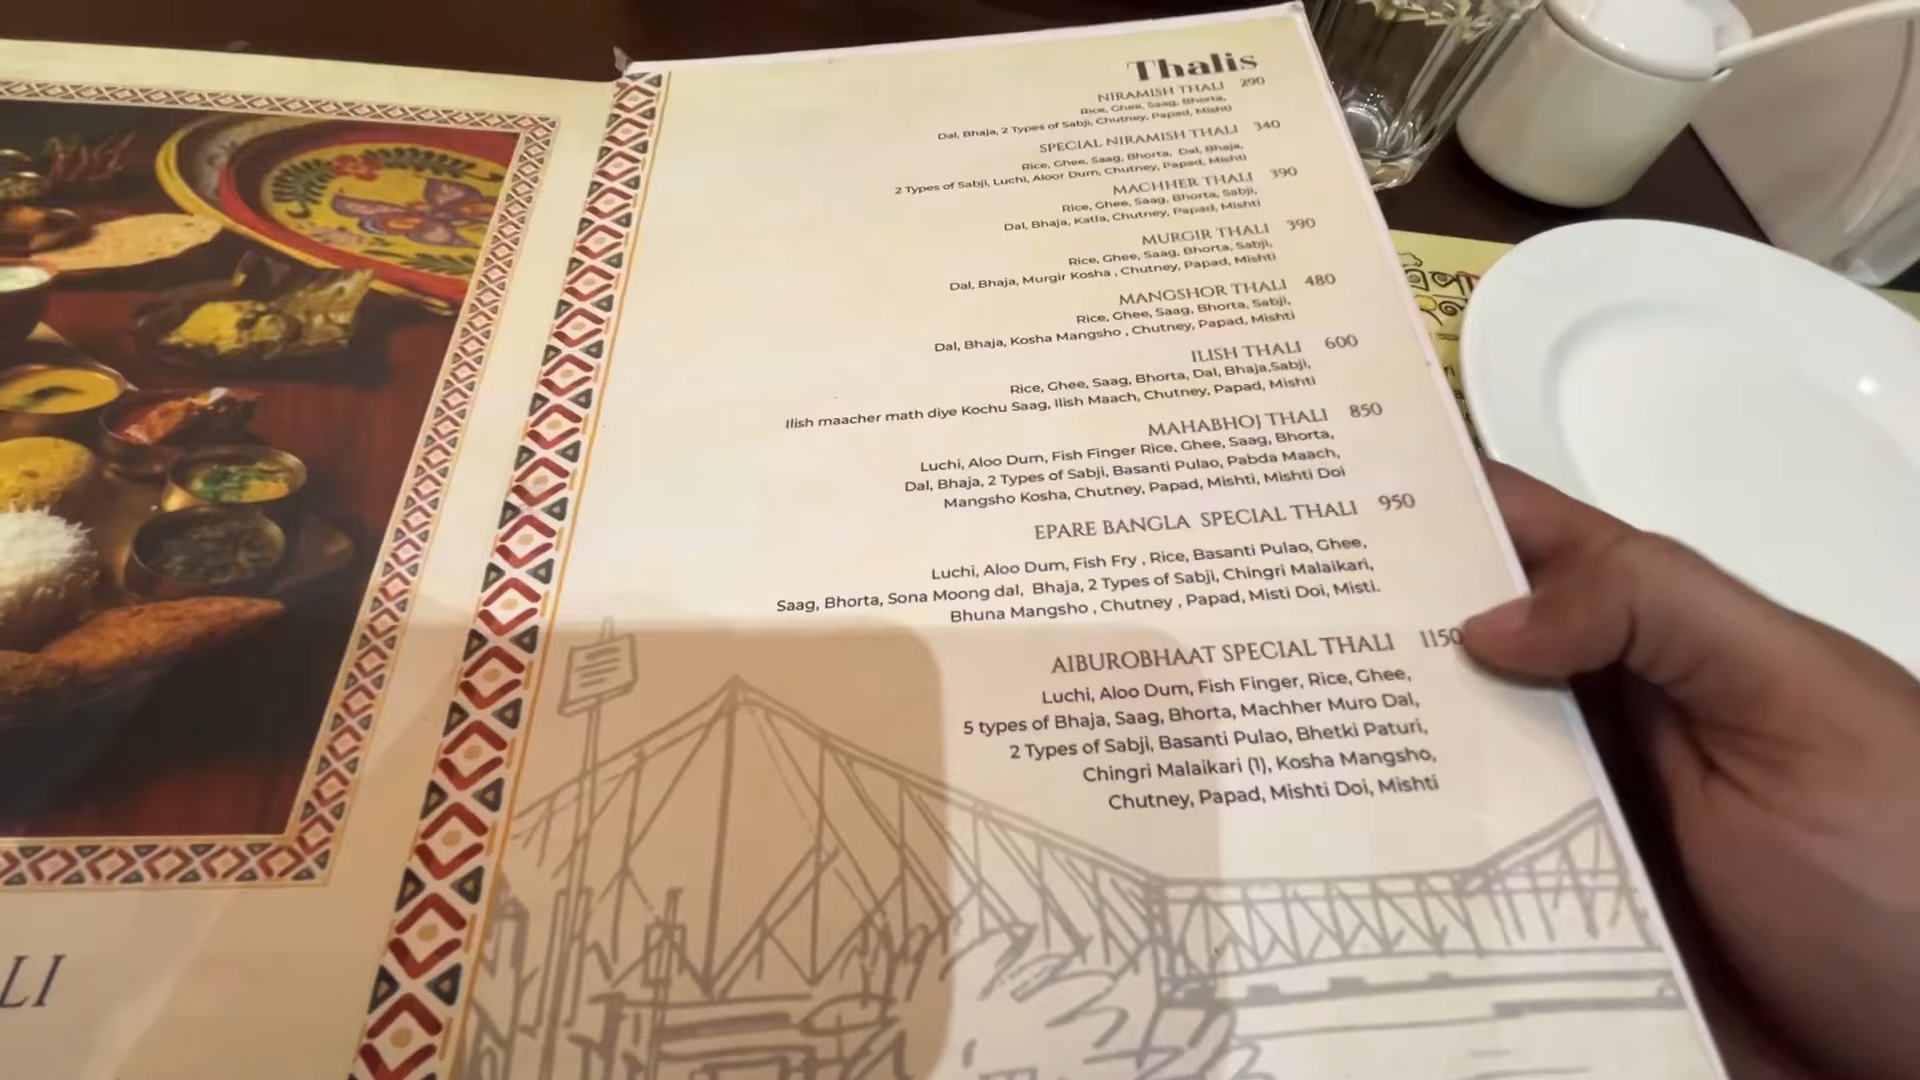 Thalis
NIRAMISH THALI 290
Rice, Ghee, Saag, Bhorta,
Dal, Bhaja, 2 Types of Sabji, Chutney, Papad, Mishti
SPECIAL NIRAMISH THALI 340
Rice, Ghee, Saag, Bhorta, Dal, Bhaja,
2 Types of Sabji, Luchi, Aloor Dum, Chutney, Papad, Mishti
MACHHER THALI 390
Rice, Ghee, Saag, Bhorta, Sabji,
Dal, Bhaja, Katla, Chutney, Papad, Mishti
MURGIR THALI 390
Rice, Ghee, Saag, Bhorta, Sabji,
Dal, Bhaja, Murgir Kosha , Chutney, Papad, Mishti
MANGSHOR THALI 480
Rice, Ghee, Saag, Bhorta, Sabji,
Dal, Bhaja, Kosha Mangsho , Chutney, Papad, Mishti
ILISH THALI 600
Rice, Ghee, Saag, Bhorta, Dal, Bhaja,Sabji,
Ilish maacher math diye Kochu Saag, Ilish Maach, Chutney, Papad, Mishti
MAHABHOJ THALI 850
Luchi, Aloo Dum, Fish Finger Rice, Ghee, Saag, Bhorta,
Dal, Bhaja, 2 Types of Sabji, Basanti Pulao, Pabda Maach,
Mangsho Kosha, Chutney, Papad, Mishti, Mishti Doi
EPARE BANGLA SPECIAL THALI 950
Luchi, Aloo Dum, Fish Fry , Rice, Basanti Pulao, Ghee,
Saag, Bhorta, Sona Moong dal, Bhaja, 2 Types of Sabji, Chingri Malaikari,
Bhuna Mangsho , Chutney , Papad, Misti Doi, Misti.
AIBUROBHAAT SPECIAL THALI 1150
Luchi, Aloo Dum, Fish Finger, Rice, Ghee,
5 types of Bhaja, Saag, Bhorta, Machher Muro Dal,
2 Types of Sabji, Basanti Pulao, Bhetki Paturi,
Chingri Malaikari (1), Kosha Mangsho,
Chutney, Papad, Mishti Doi, Mishti
LI